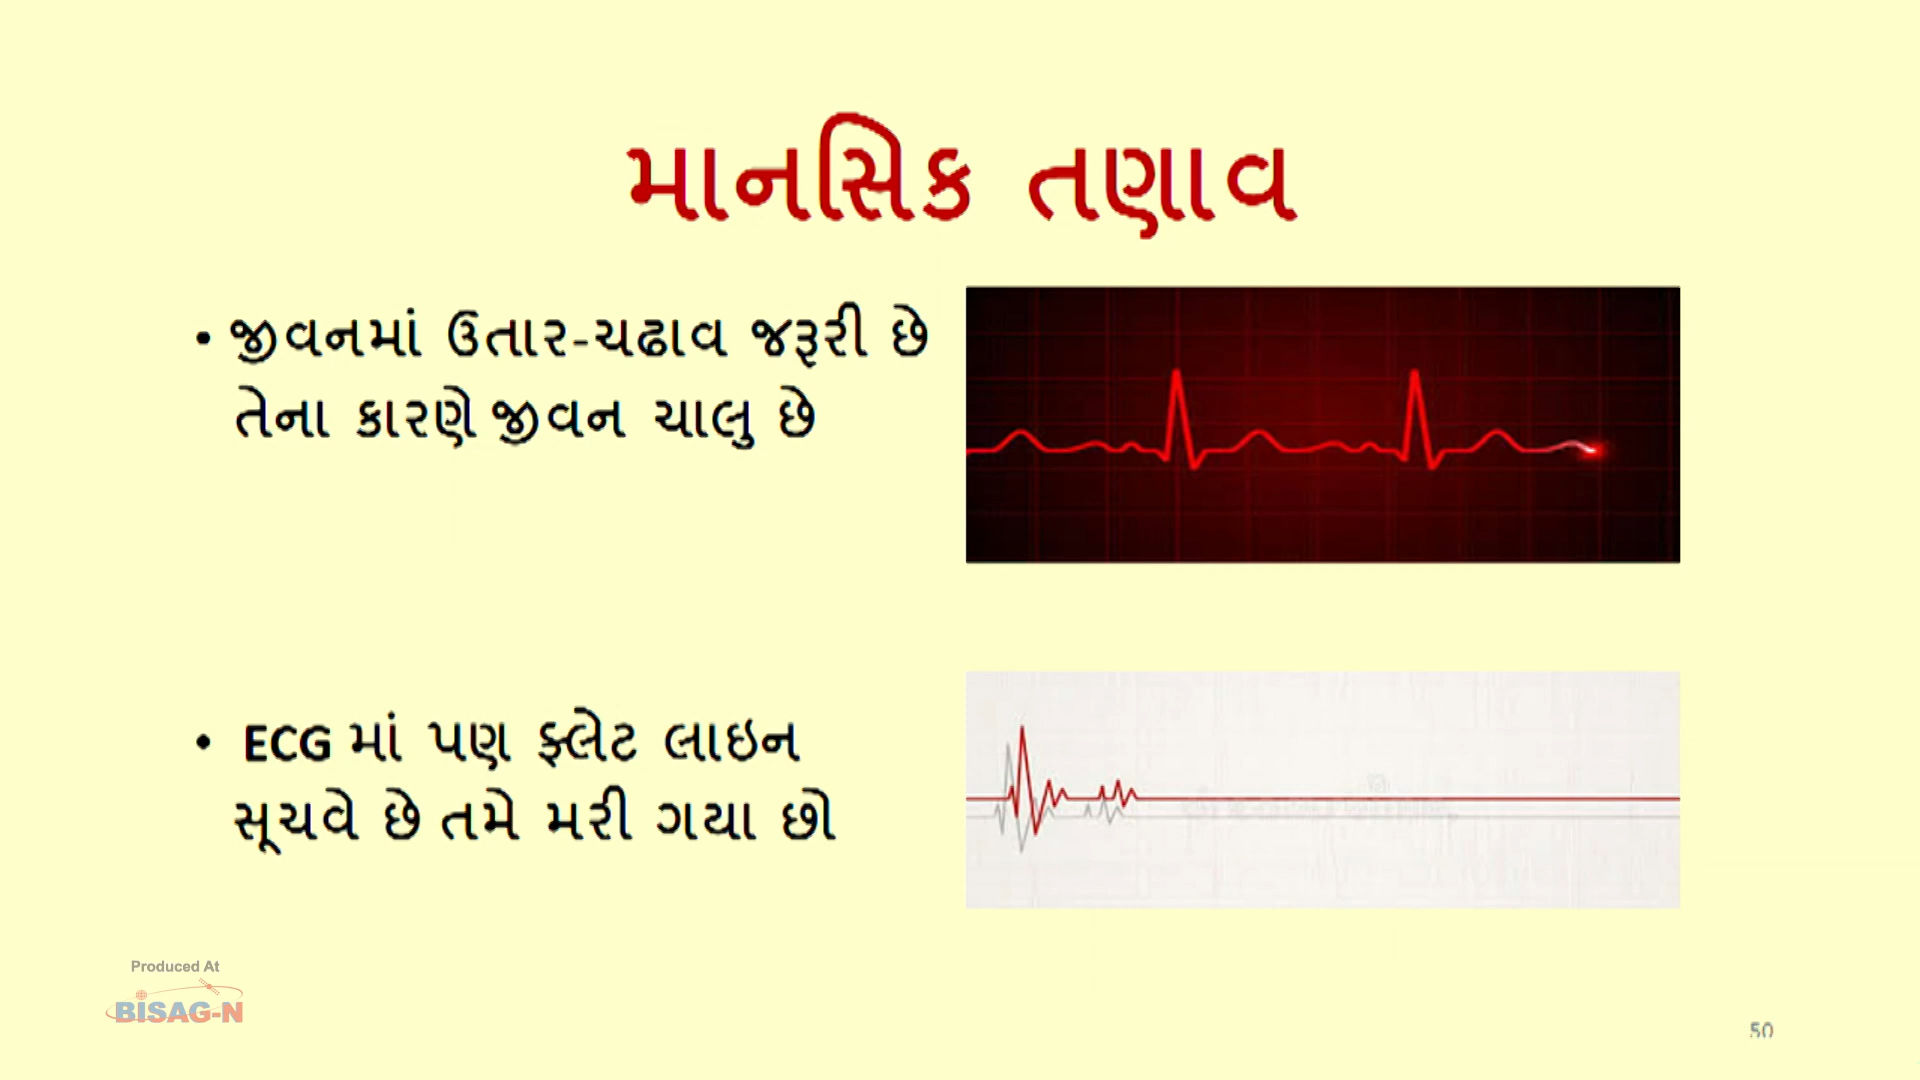 માનસિક તણાવ
• જીવનમાં ઉતાર-ચઢાવ જરૂરી છે
તેના કારણે જીવન ચાલુ છે
• ECG માં પણ ફ્લેટ લાઇન
સૂચવે છે તમે મરી ગયા છો
Produced At
BISAG-N
50